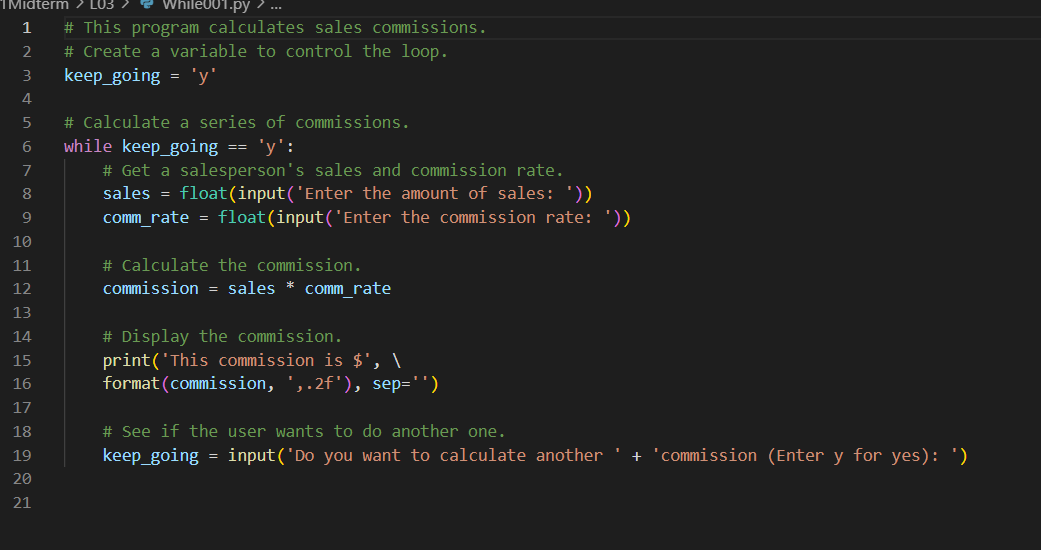 1Midterm > L03 > While001.py > ...
1 # This program calculates sales commissions.
2 # Create a variable to control the loop.
3 keep_going = 'y'
4
5 # Calculate a series of commissions.
6 while keep_going == 'y':
7     # Get a salesperson's sales and commission rate.
8     sales = float(input('Enter the amount of sales: '))
9     comm_rate = float(input('Enter the commission rate: '))
10
11     # Calculate the commission.
12     commission = sales * comm_rate
13
14     # Display the commission.
15     print('This commission is $', \
16     format(commission, ',.2f'), sep='')
17
18     # See if the user wants to do another one.
19     keep_going = input('Do you want to calculate another ' + 'commission (Enter y for yes): ')
20
21